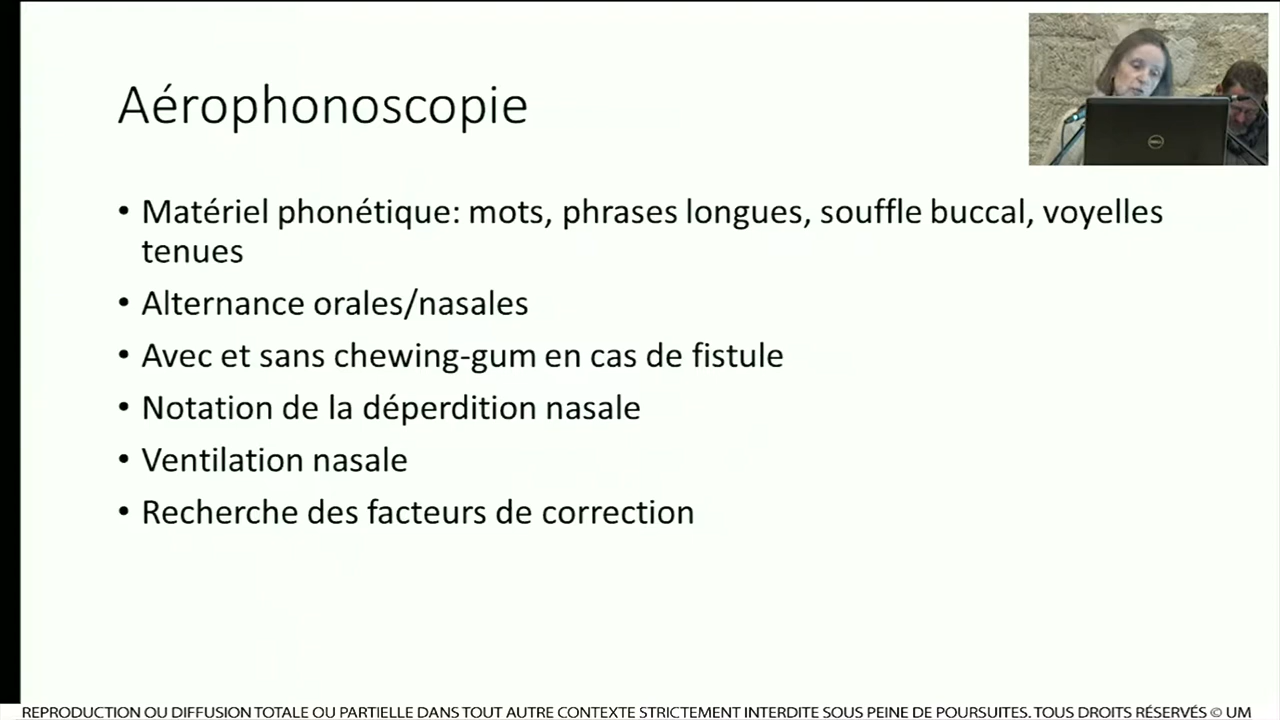 Aérophonoscopie
• Matériel phonétique: mots, phrases longues, souffle buccal, voyelles
tenues
• Alternance orales/nasales
• Avec et sans chewing-gum en cas de fistule
• Notation de la déperdition nasale
• Ventilation nasale
• Recherche des facteurs de correction
DELL
REPRODUCTION OU DIFFUSION TOTALE OU PARTIELLE DANS TOUT AUTRE CONTEXTE STRICTEMENT INTERDITE SOUS PEINE DE POURSUITES. TOUS DROITS RÉSERVÉS © UM